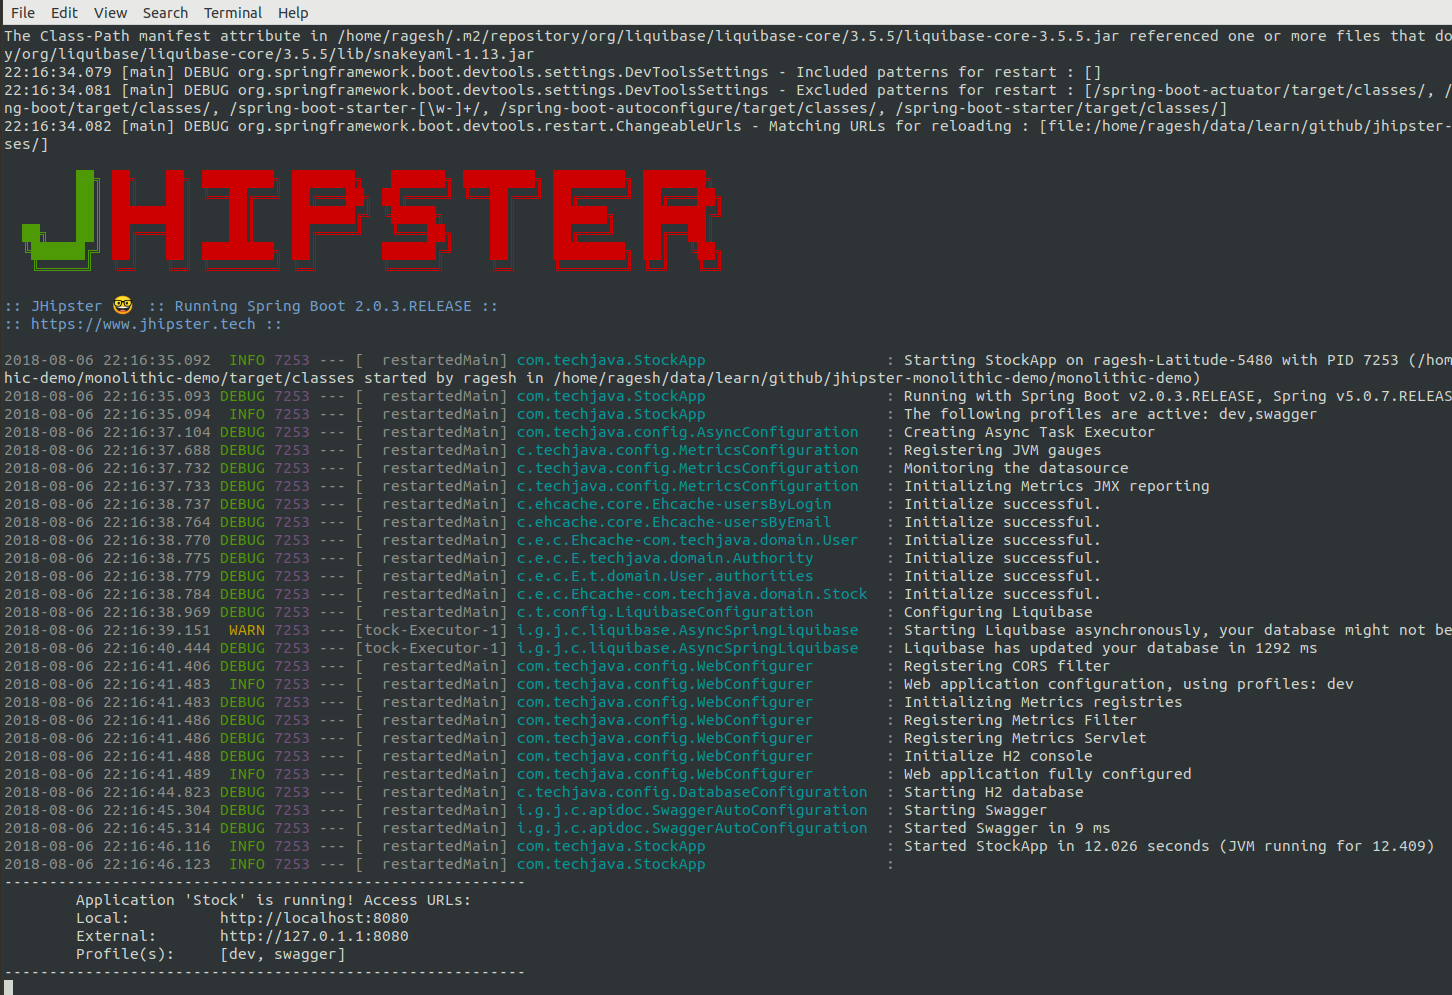 File Edit View Search Terminal Help
The Class-Path manifest attribute in /home/ragesh/.m2/repository/org/liquibase/liquibase-core/3.5.5/liquibase-core-3.5.5.jar referenced one or more files that do
y/org/liquibase/liquibase-core/3.5.5/lib/snakeyaml-1.13.jar
22:16:34.079 [main] DEBUG org.springframework.boot.devtools.settings.DevToolsSettings - Included patterns for restart : []
22:16:34.081 [main] DEBUG org.springframework.boot.devtools.settings.DevToolsSettings - Excluded patterns for restart : [/spring-boot-actuator/target/classes/, /
ng-boot/target/classes/, /spring-boot-starter-[\w-]+/, /spring-boot-autoconfigure/target/classes/, /spring-boot-starter/target/classes/]
22:16:34.082 [main] DEBUG org.springframework.boot.devtools.restart.ChangeableUrls - Matching URLs for reloading : [file:/home/ragesh/data/learn/github/jhipster-
ses/]
JHIPSTER
:: JHipster 🤓 :: Running Spring Boot 2.0.3.RELEASE ::
:: https://www.jhipster.tech ::
2018-08-06 22:16:35.092  INFO 7253 --- [  restartedMain] com.techjava.StockApp                    : Starting StockApp on ragesh-Latitude-5480 with PID 7253 (/hom
hic-demo/monolithic-demo/target/classes started by ragesh in /home/ragesh/data/learn/github/jhipster-monolithic-demo/monolithic-demo)
2018-08-06 22:16:35.093 DEBUG 7253 --- [  restartedMain] com.techjava.StockApp                    : Running with Spring Boot v2.0.3.RELEASE, Spring v5.0.7.RELEAS
2018-08-06 22:16:35.094  INFO 7253 --- [  restartedMain] com.techjava.StockApp                    : The following profiles are active: dev,swagger
2018-08-06 22:16:37.104 DEBUG 7253 --- [  restartedMain] com.techjava.config.AsyncConfiguration   : Creating Async Task Executor
2018-08-06 22:16:37.688 DEBUG 7253 --- [  restartedMain] c.techjava.config.MetricsConfiguration   : Registering JVM gauges
2018-08-06 22:16:37.732 DEBUG 7253 --- [  restartedMain] c.techjava.config.MetricsConfiguration   : Monitoring the datasource
2018-08-06 22:16:37.733 DEBUG 7253 --- [  restartedMain] c.techjava.config.MetricsConfiguration   : Initializing Metrics JMX reporting
2018-08-06 22:16:38.737 DEBUG 7253 --- [  restartedMain] c.ehcache.core.Ehcache-usersByLogin      : Initialize successful.
2018-08-06 22:16:38.764 DEBUG 7253 --- [  restartedMain] c.ehcache.core.Ehcache-usersByEmail      : Initialize successful.
2018-08-06 22:16:38.770 DEBUG 7253 --- [  restartedMain] c.e.c.Ehcache-com.techjava.domain.User   : Initialize successful.
2018-08-06 22:16:38.775 DEBUG 7253 --- [  restartedMain] c.e.c.E.techjava.domain.Authority        : Initialize successful.
2018-08-06 22:16:38.779 DEBUG 7253 --- [  restartedMain] c.e.c.E.t.domain.User.authorities        : Initialize successful.
2018-08-06 22:16:38.784 DEBUG 7253 --- [  restartedMain] c.e.c.Ehcache-com.techjava.domain.Stock  : Initialize successful.
2018-08-06 22:16:38.969 DEBUG 7253 --- [  restartedMain] c.t.config.LiquibaseConfiguration        : Configuring Liquibase
2018-08-06 22:16:39.151  WARN 7253 --- [tock-Executor-1] i.g.j.c.liquibase.AsyncSpringLiquibase   : Starting Liquibase asynchronously, your database might not be
2018-08-06 22:16:40.444 DEBUG 7253 --- [tock-Executor-1] i.g.j.c.liquibase.AsyncSpringLiquibase   : Liquibase has updated your database in 1292 ms
2018-08-06 22:16:41.406 DEBUG 7253 --- [  restartedMain] com.techjava.config.WebConfigurer        : Registering CORS filter
2018-08-06 22:16:41.483  INFO 7253 --- [  restartedMain] com.techjava.config.WebConfigurer        : Web application configuration, using profiles: dev
2018-08-06 22:16:41.483 DEBUG 7253 --- [  restartedMain] com.techjava.config.WebConfigurer        : Initializing Metrics registries
2018-08-06 22:16:41.486 DEBUG 7253 --- [  restartedMain] com.techjava.config.WebConfigurer        : Registering Metrics Filter
2018-08-06 22:16:41.486 DEBUG 7253 --- [  restartedMain] com.techjava.config.WebConfigurer        : Registering Metrics Servlet
2018-08-06 22:16:41.488 DEBUG 7253 --- [  restartedMain] com.techjava.config.WebConfigurer        : Initialize H2 console
2018-08-06 22:16:41.489  INFO 7253 --- [  restartedMain] com.techjava.config.WebConfigurer        : Web application fully configured
2018-08-06 22:16:44.823 DEBUG 7253 --- [  restartedMain] c.techjava.config.DatabaseConfiguration  : Starting H2 database
2018-08-06 22:16:45.304 DEBUG 7253 --- [  restartedMain] i.g.j.c.apidoc.SwaggerAutoConfiguration  : Starting Swagger
2018-08-06 22:16:45.314 DEBUG 7253 --- [  restartedMain] i.g.j.c.apidoc.SwaggerAutoConfiguration  : Started Swagger in 9 ms
2018-08-06 22:16:46.116  INFO 7253 --- [  restartedMain] com.techjava.StockApp                    : Started StockApp in 12.026 seconds (JVM running for 12.409)
2018-08-06 22:16:46.123  INFO 7253 --- [  restartedMain] com.techjava.StockApp                    :
----------------------------------------------------------
Application 'Stock' is running! Access URLs:
Local:          http://localhost:8080
External:       http://127.0.1.1:8080
Profile(s):     [dev, swagger]
----------------------------------------------------------